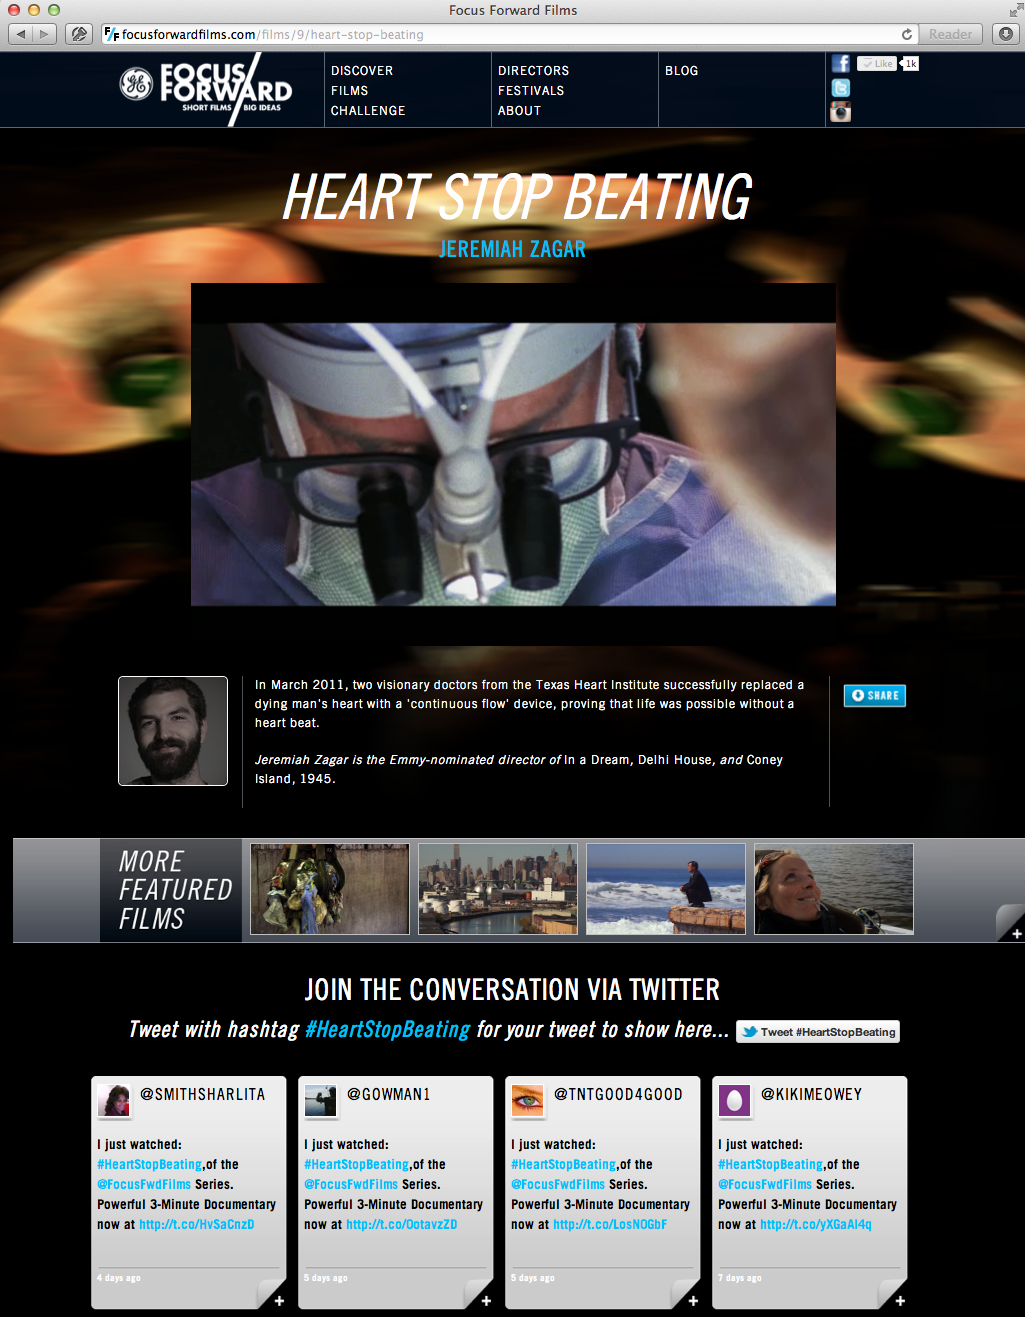 Focus Forward Films
focusforwardfilms.com/films/9/heart-stop-beating
Reader
GE
FOCUS/
FORWARD
SHORT FILMS / BIG IDEAS
DISCOVER
FILMS
CHALLENGE
DIRECTORS
FESTIVALS
ABOUT
BLOG
Like
1k
HEART STOP BEATING
JEREMIAH ZAGAR
In March 2011, two visionary doctors from the Texas Heart Institute successfully replaced a
dying man's heart with a 'continuous flow' device, proving that life was possible without a
heart beat.
Jeremiah Zagar is the Emmy-nominated director of In a Dream, Delhi House, and Coney
Island, 1945.
SHARE
MORE
FEATURED
FILMS
JOIN THE CONVERSATION VIA TWITTER
Tweet with hashtag #HeartStopBeating for your tweet to show here...
Tweet #HeartStopBeating
@SMITHSHARLITA
I just watched:
#HeartStopBeating,of the
@FocusFwdFilms Series.
Powerful 3-Minute Documentary
now at http://t.co/HvSaCnzD
4 days ago
@GOWMAN1
I just watched:
#HeartStopBeating,of the
@FocusFwdFilms Series.
Powerful 3-Minute Documentary
now at http://t.co/OotavzZD
5 days ago
@TNTGOOD4GOOD
I just watched:
#HeartStopBeating,of the
@FocusFwdFilms Series.
Powerful 3-Minute Documentary
now at http://t.co/LosNOGbF
5 days ago
@KIKIMEOWEY
I just watched:
#HeartStopBeating,of the
@FocusFwdFilms Series.
Powerful 3-Minute Documentary
now at http://t.co/yXGaAl4q
7 days ago